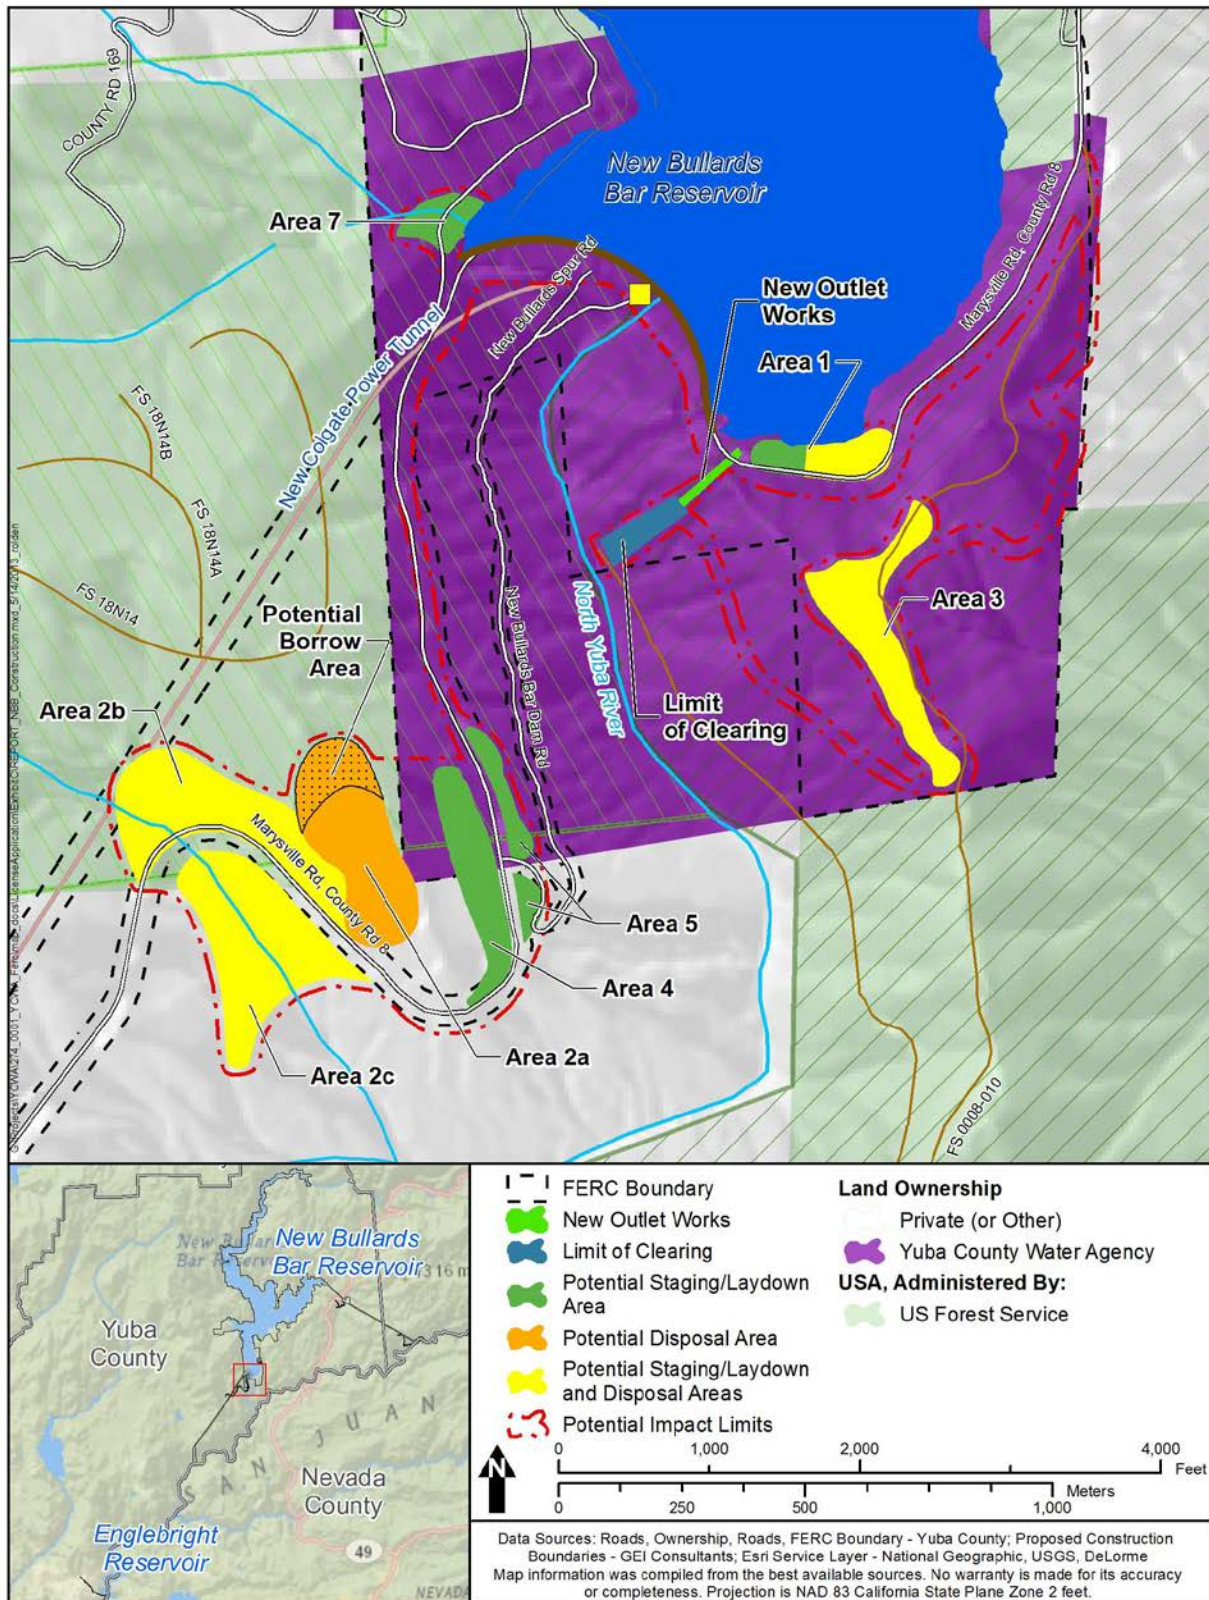 COUNTY RD 169
New Bullards
Bar Reservoir
Marysville Rd, County Rd 8
Area 7
New Bullards Spur Rd
New Outlet
Works
Area 1
New Colgate Power Tunnel
FS 18N14B
FS 18N14A
FS 18N14
Potential
Borrow
Area
New Bullards Bar Dam Rd
North Yuba River
Area 3
Limit
of Clearing
Area 2b
Marysville Rd, County Rd 8
Area 5
Area 4
Area 2a
Area 2c
FS 0008-010
New Bullards
Bar Reservoir
316 m
Yuba
County
SAN JUAN
Nevada
County
Englebright
Reservoir
49
NEVADA
FERC Boundary
New Outlet Works
Limit of Clearing
Potential Staging/Laydown
Area
Potential Disposal Area
Potential Staging/Laydown
and Disposal Areas
Potential Impact Limits
Land Ownership
Private (or Other)
Yuba County Water Agency
USA, Administered By:
US Forest Service
N
0 1,000 2,000 4,000
Feet
Meters
0 250 500 1,000
Data Sources: Roads, Ownership, Roads, FERC Boundary - Yuba County; Proposed Construction
Boundaries - GEI Consultants; Esri Service Layer - National Geographic, USGS, DeLorme
Map information was compiled from the best available sources. No warranty is made for its accuracy
or completeness. Projection is NAD 83 California State Plane Zone 2 feet.